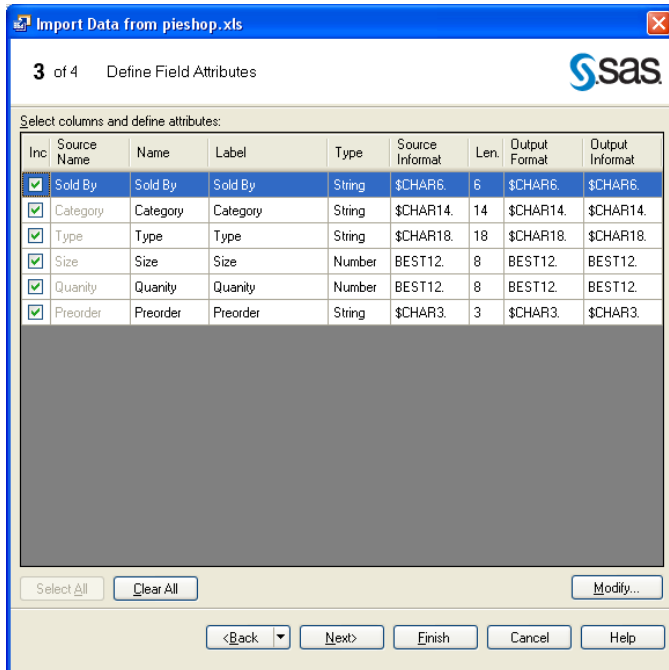 Import Data from pieshop.xls
3 of 4 Define Field Attributes
sas
Select columns and define attributes:
Inc Source Name Name Label Type Source Informat Len. Output Format Output Informat
Sold By Sold By Sold By String $CHAR6. 6 $CHAR6. $CHAR6.
Category Category Category String $CHAR14. 14 $CHAR14. $CHAR14.
Type Type Type String $CHAR18. 18 $CHAR18. $CHAR18.
Size Size Size Number BEST12. 8 BEST12. BEST12.
Quanity Quanity Quanity Number BEST12. 8 BEST12. BEST12.
Preorder Preorder Preorder String $CHAR3. 3 $CHAR3. $CHAR3.
Select All Clear All Modify...
<Back Next> Finish Cancel Help